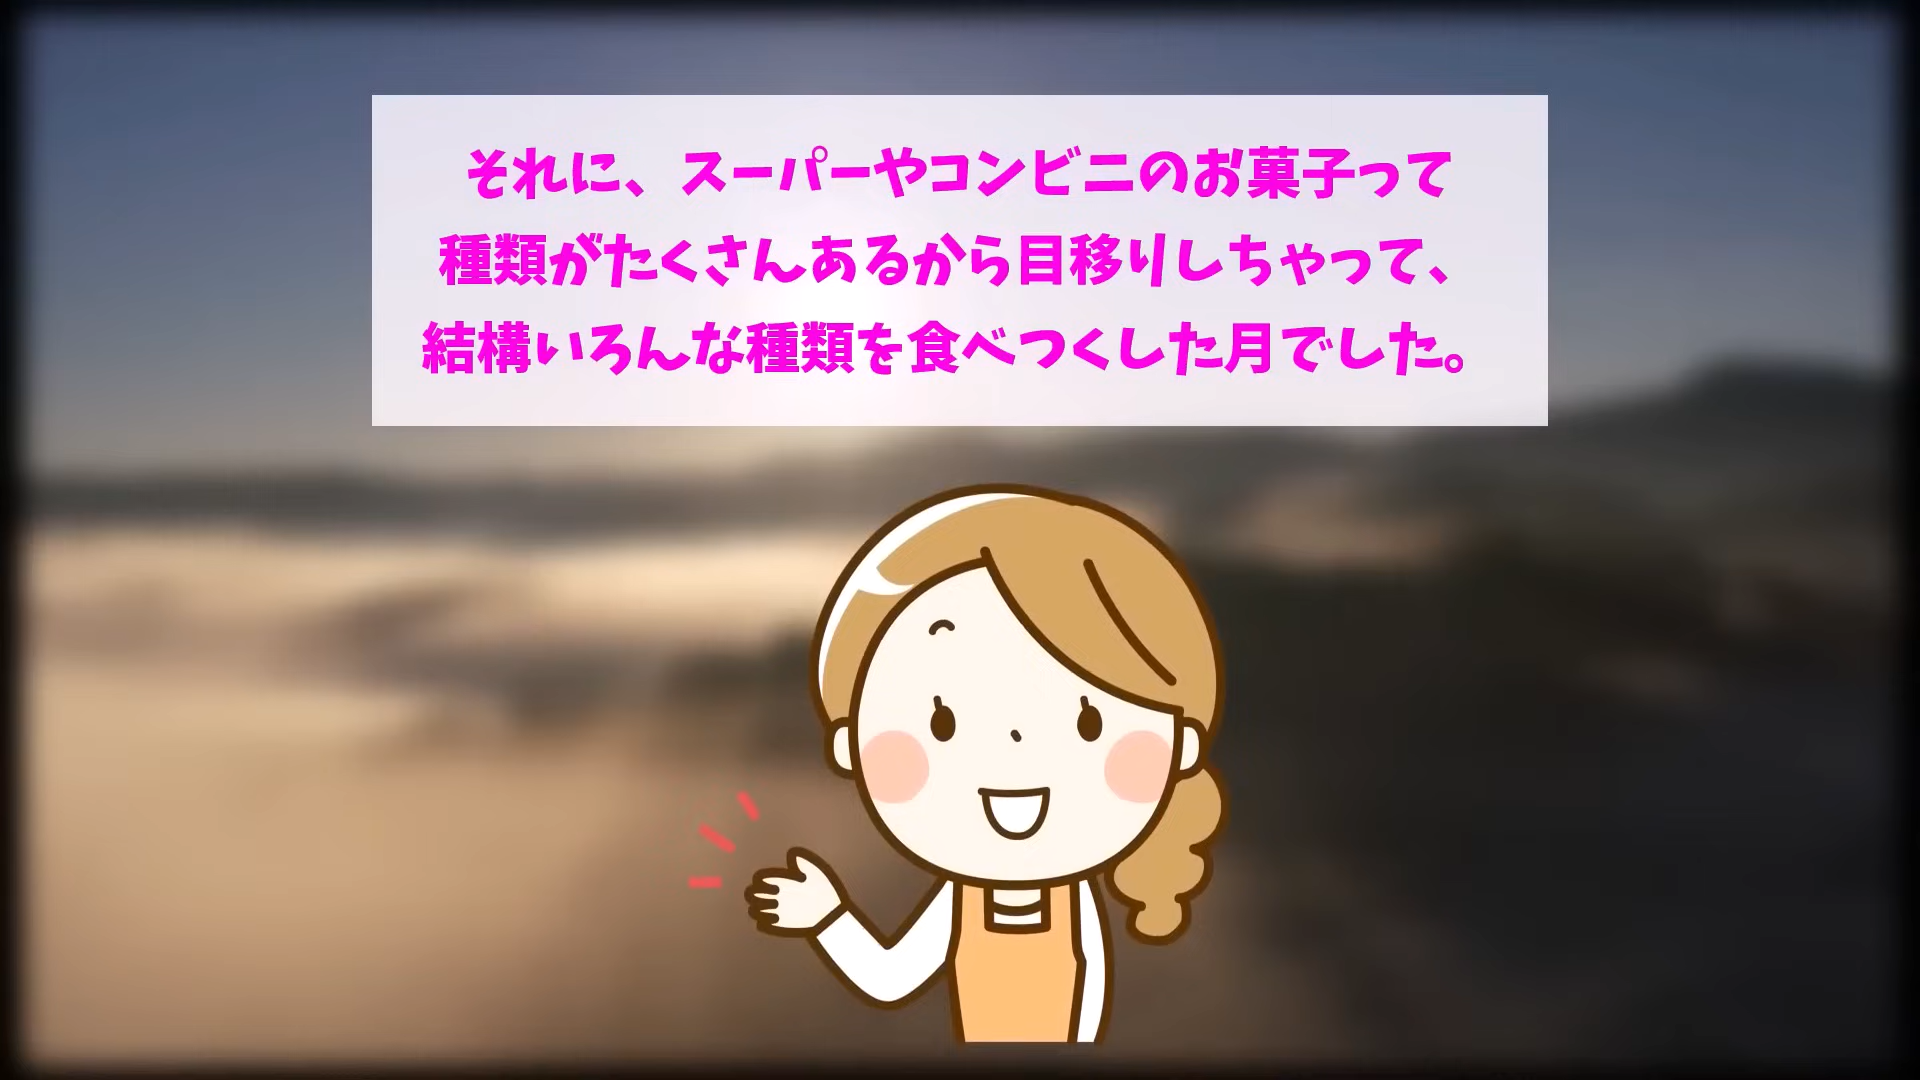 それに、スーパーやコンビニのお菓子って
種類がたくさんあるから目移りしちゃって、
結構いろんな種類を食べつくした月でした。